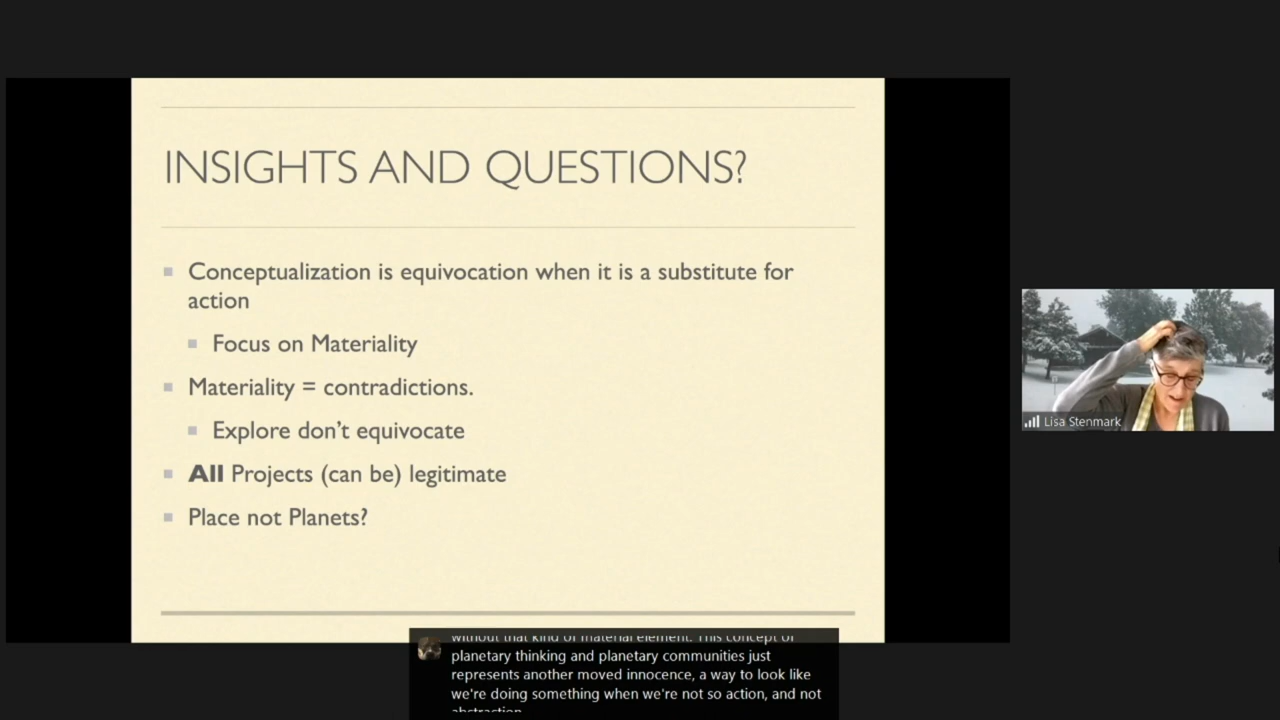 INSIGHTS AND QUESTIONS?
Conceptualization is equivocation when it is a substitute for
action
Focus on Materiality
Materiality = contradictions.
Explore don't equivocate
All Projects (can be) legitimate
Place not Planets?
Lisa Stenmark
without that kind of material element. This concept of
planetary thinking and planetary communities just
represents another moved innocence, a way to look like
we're doing something when we're not so action, and not
abstraction